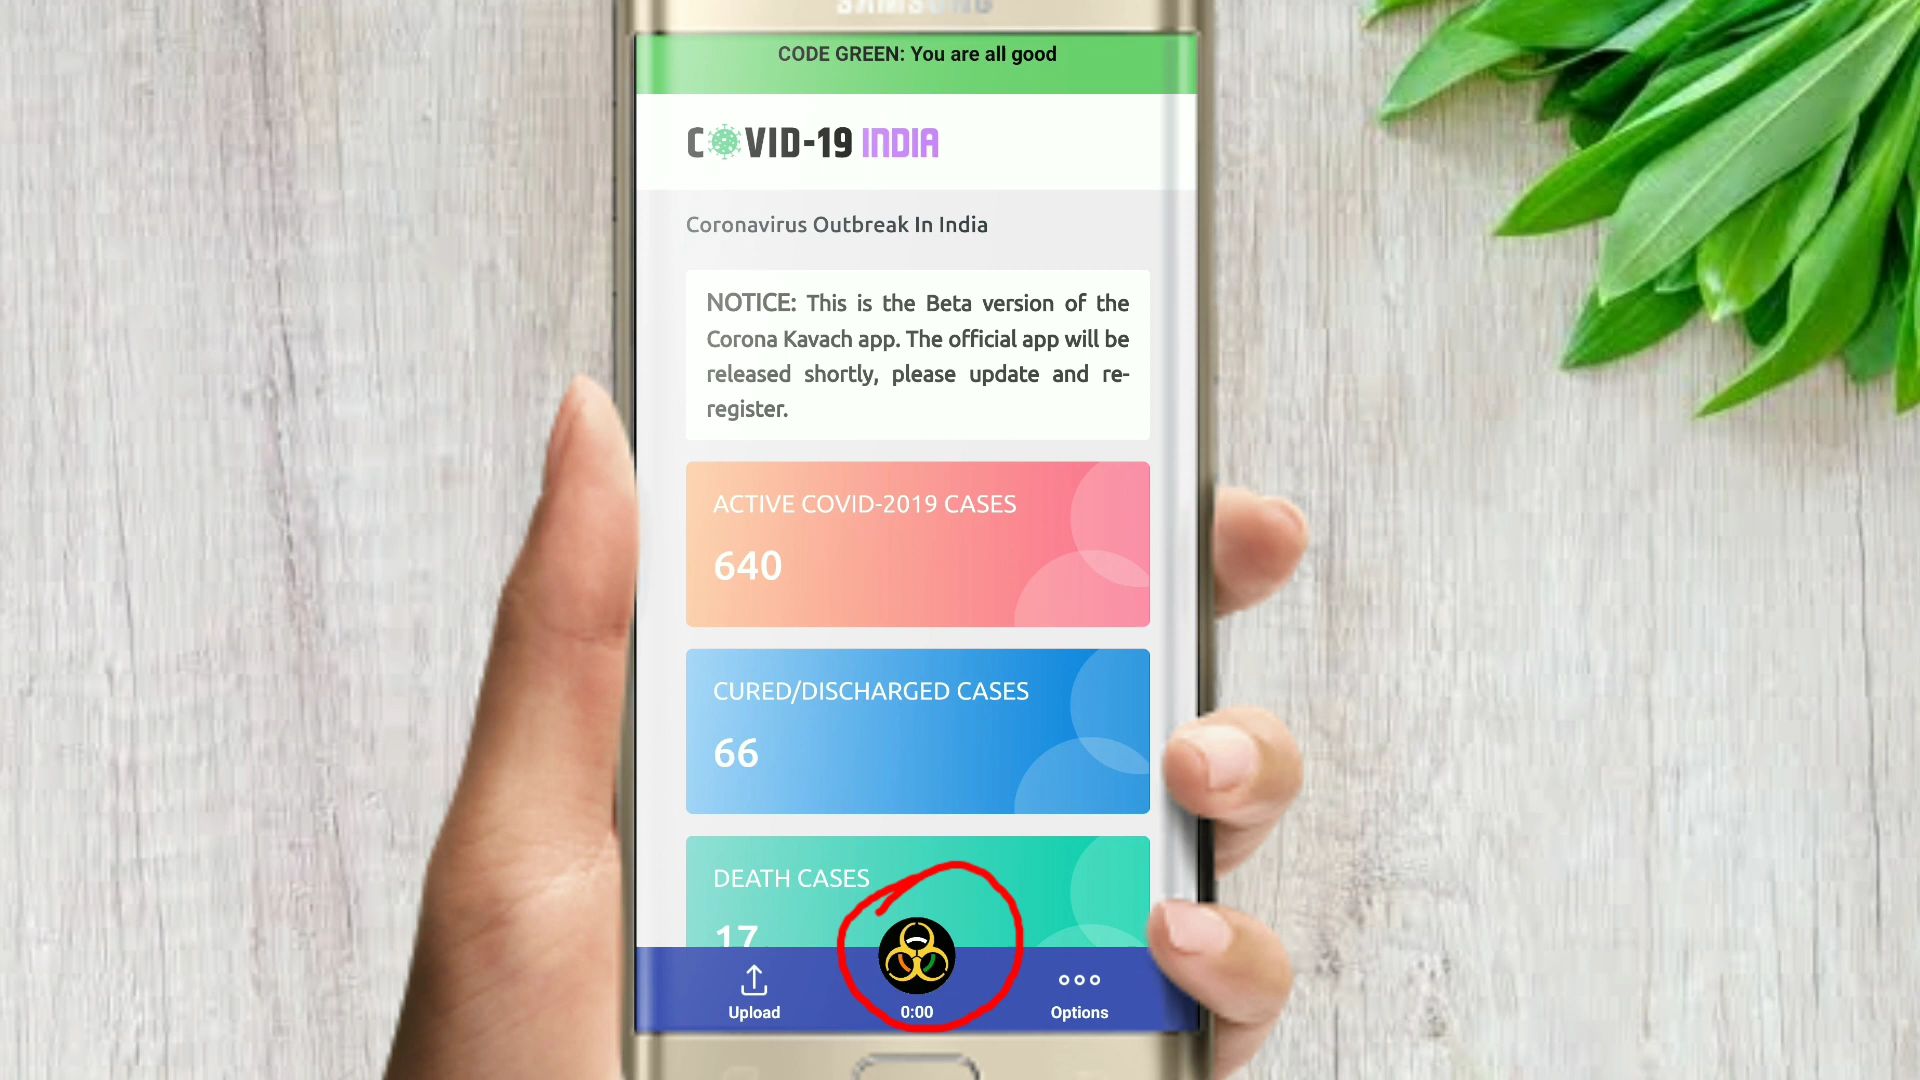 SAMSUNG
CODE GREEN: You are all good
COVID-19 INDIA
Coronavirus Outbreak In India
NOTICE: This is the Beta version of the
Corona Kavach app. The official app will be
released shortly, please update and re-
register.
ACTIVE COVID-2019 CASES
640
CURED/DISCHARGED CASES
66
DEATH CASES
17
Upload
0:00
Options